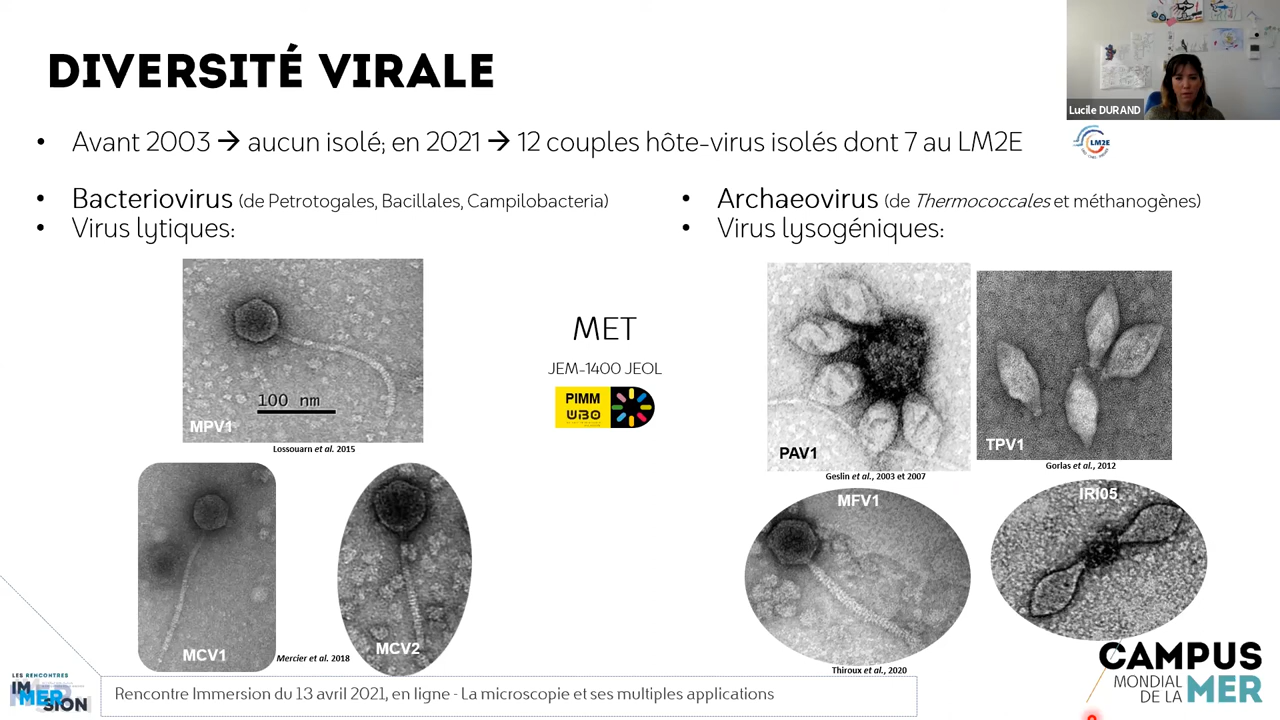 DIVERSITÉ VIRALE
Lucile DURAND
• Avant 2003 → aucun isolé; en 2021 → 12 couples hôte-virus isolés dont 7 au LM2E
LM2E
• Bacteriovirus (de Petrotogales, Bacillales, Campilobacteria)
• Virus lytiques:
• Archaeovirus (de Thermococcales et méthanogènes)
• Virus lysogéniques:
100 nm
MPV1
Lossouarn et al. 2015
MCV1
Mercier et al. 2018
MCV2
MET
JEM-1400 JEOL
PIMM
UBO
PAV1
Geslin et al., 2003 et 2007
TPV1
Gorlas et al., 2012
MFV1
Thiroux et al., 2020
IRI05
LES RENCONTRES
IMMERSION
Rencontre Immersion du 13 avril 2021, en ligne - La microscopie et ses multiples applications
CAMPUS
MONDIAL
DE LA MER